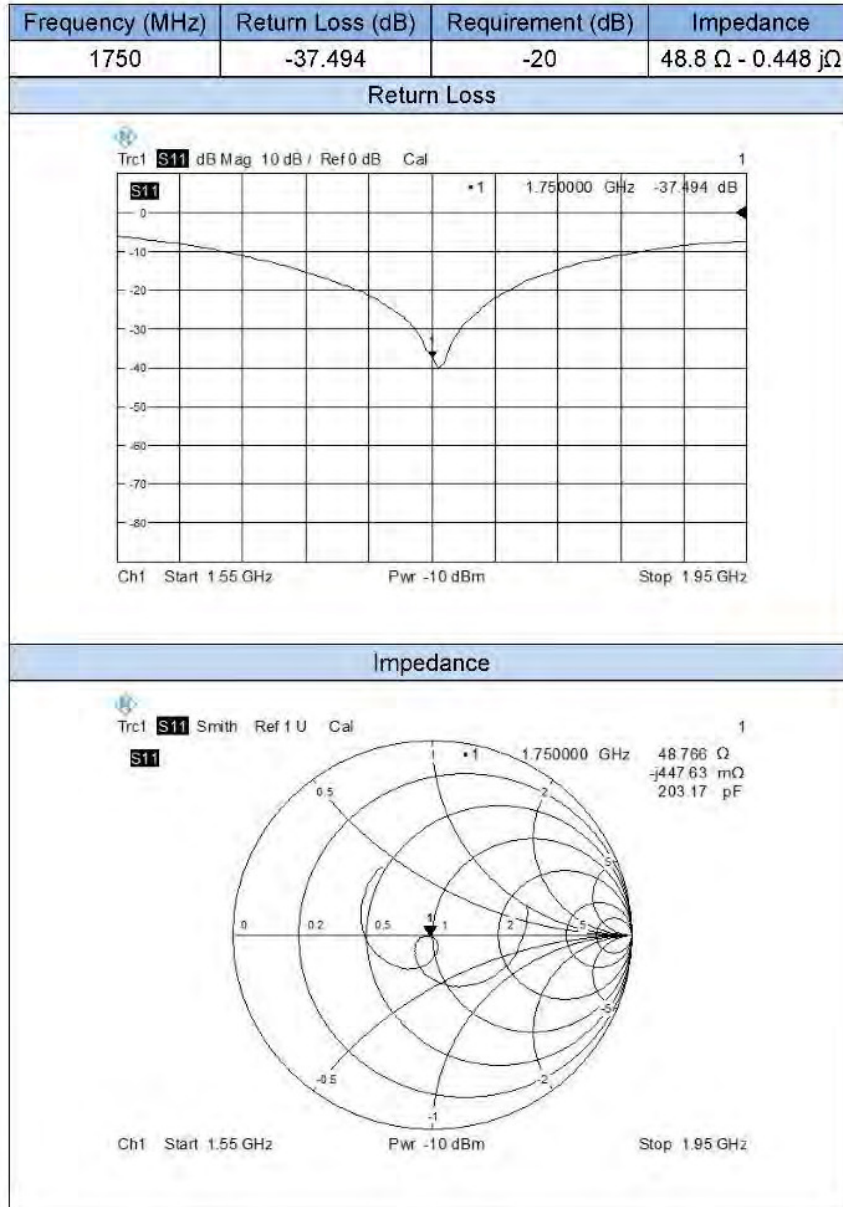 Frequency (MHz) Return Loss (dB) Requirement (dB) Impedance
1750 -37.494 -20 48.8 Ω - 0.448 jΩ
Return Loss
Trc1 S11 dB Mag 10 dB / Ref 0 dB Cal 1
S11 •1 1.750000 GHz -37.494 dB
0
-10
-20
-30
1
-40
-50
-60
-70
-80
Ch1 Start 1.55 GHz Pwr -10 dBm Stop 1.95 GHz
Impedance
Trc1 S11 Smith Ref 1 U Cal 1
S11 •1 1.750000 GHz 48.766 Ω
-j447.63 mΩ
203.17 pF
1
0.5 2
5
1
0 0.2 0.5 1 2 5
-5
-0.5 -2
-1
Ch1 Start 1.55 GHz Pwr -10 dBm Stop 1.95 GHz